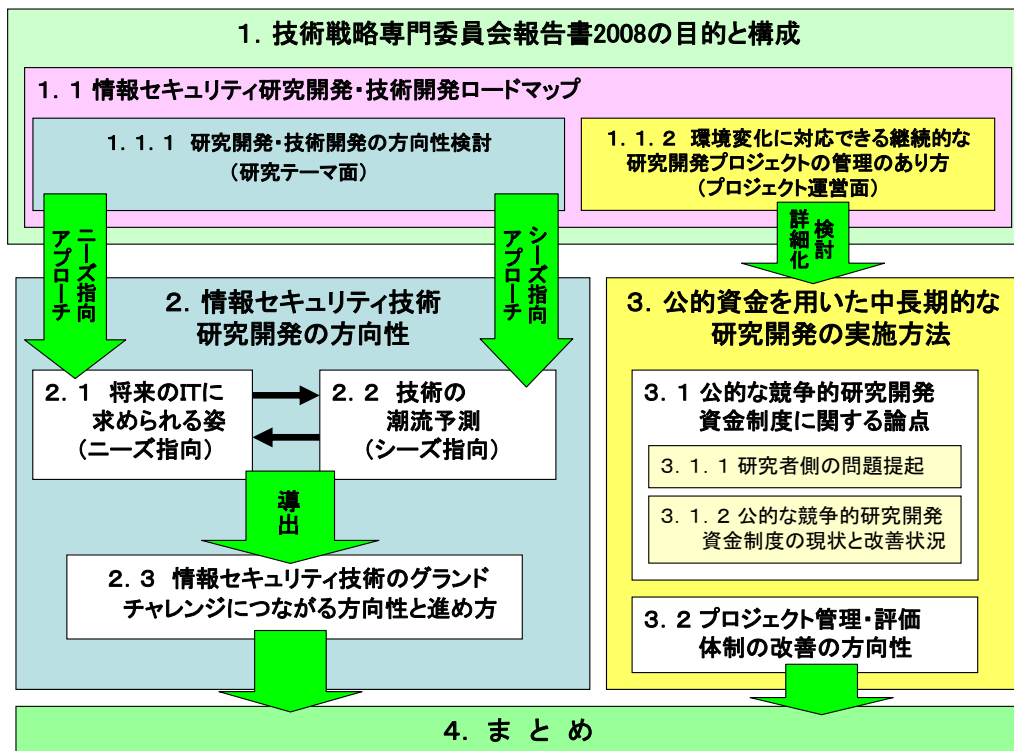 1．技術戦略専門委員会報告書2008の目的と構成
1．1 情報セキュリティ研究開発・技術開発ロードマップ
1．1．1 研究開発・技術開発の方向性検討
（研究テーマ面）
1．1．2 環境変化に対応できる継続的な
研究開発プロジェクトの管理のあり方
（プロジェクト運営面）
ニーズ指向
アプローチ
シーズ指向
アプローチ
検討
詳細化
2．情報セキュリティ技術
研究開発の方向性
2．1 将来のITに
求められる姿
（ニーズ指向）
2．2 技術の
潮流予測
（シーズ指向）
導出
2．3 情報セキュリティ技術のグランド
チャレンジにつながる方向性と進め方
3．公的資金を用いた中長期的な
研究開発の実施方法
3．1 公的な競争的研究開発
資金制度に関する論点
3．1．1 研究者側の問題提起
3．1．2 公的な競争的研究開発
資金制度の現状と改善状況
3．2 プロジェクト管理・評価
体制の改善の方向性
4．ま と め